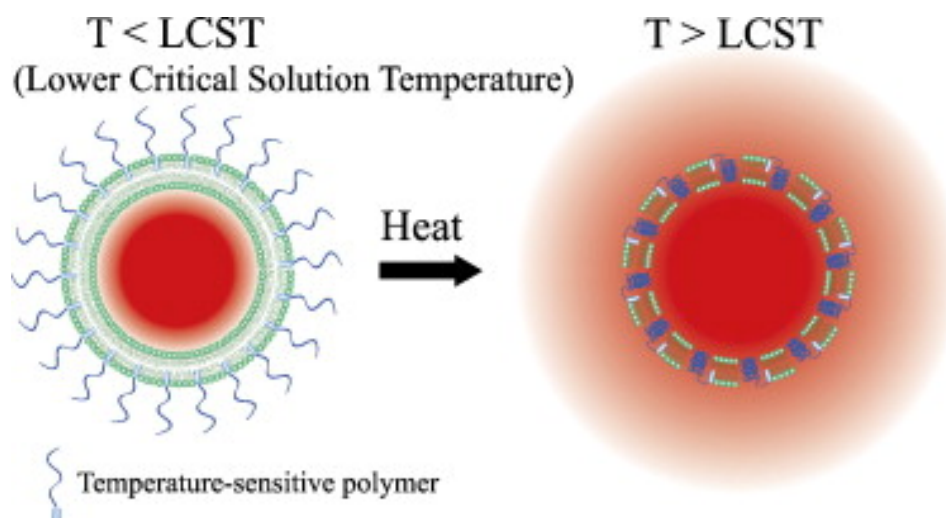 T < LCST
(Lower Critical Solution Temperature)
T > LCST
Heat
Temperature-sensitive polymer